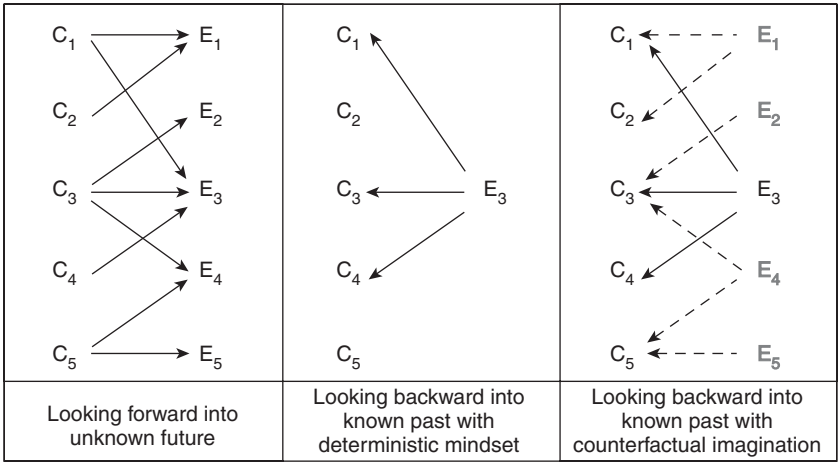 C₁ E₁
C₂ E₂
C₃ E₃
C₄ E₄
C₅ E₅
Looking forward into
unknown future
C₁
C₂
C₃ E₃
C₄
C₅
Looking backward into
known past with
deterministic mindset
C₁ E₁
C₂ E₂
C₃ E₃
C₄ E₄
C₅ E₅
Looking backward into
known past with
counterfactual imagination